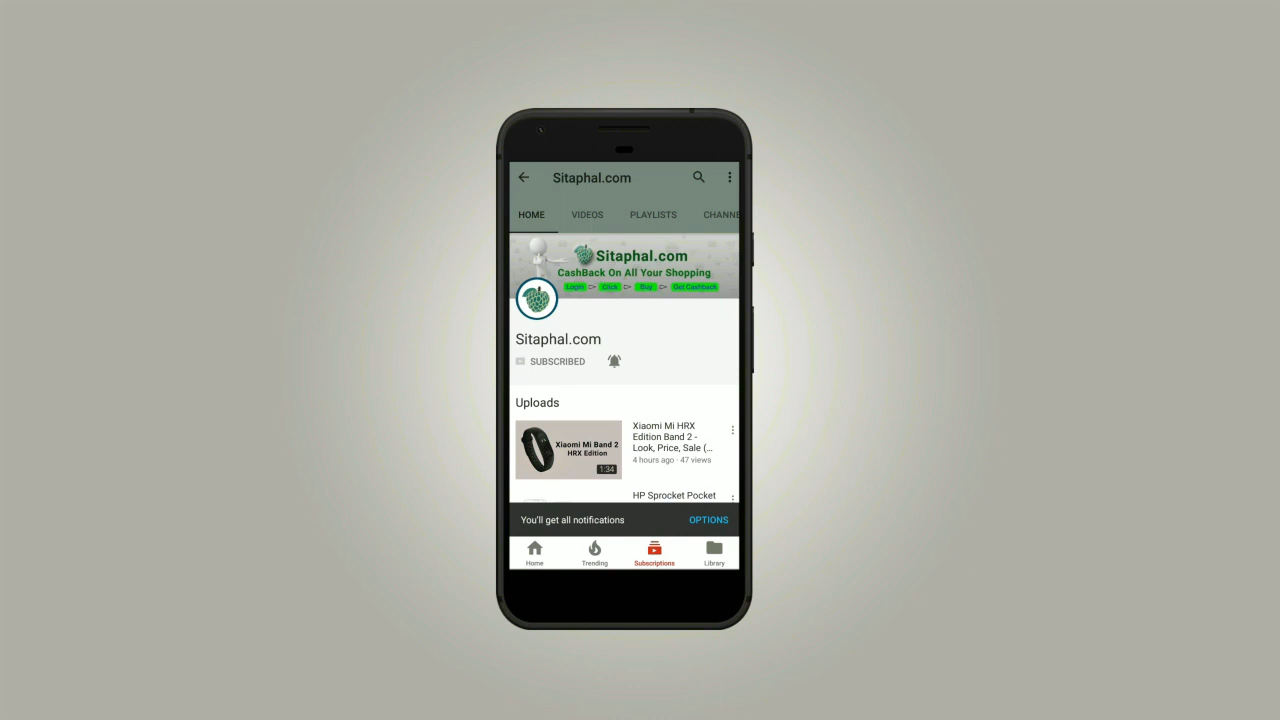 Sitaphal.com
HOME VIDEOS PLAYLISTS CHANNE
Sitaphal.com
CashBack On All Your Shopping
Login Click Buy Get Cashback
Sitaphal.com
SUBSCRIBED
Uploads
Xiaomi Mi Band 2
HRX Edition
1:34
Xiaomi Mi HRX
Edition Band 2 -
Look, Price, Sale (...
4 hours ago · 47 views
HP Sprocket Pocket
You'll get all notifications OPTIONS
Home Trending Subscriptions Library